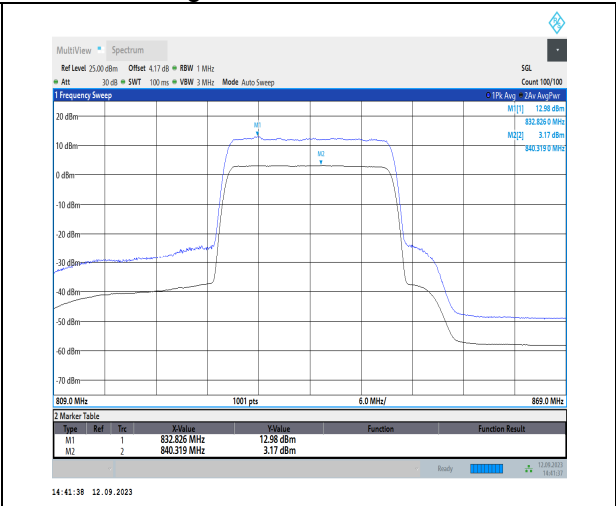 MultiView Spectrum
Ref Level 25.00 dBm Offset 4.17 dB RBW 1 MHz SGL
Att 30 dB SWT 100 ms VBW 3 MHz Mode Auto Sweep Count 100/100
1 Frequency Sweep 1Pk Avg 2Av AvgPwr
M1[1] 12.98 dBm
832.826 0 MHz
M2[2] 3.17 dBm
840.319 0 MHz
20 dBm
M1
10 dBm
M2
0 dBm
-10 dBm
-20 dBm
-30 dBm
-40 dBm
-50 dBm
-60 dBm
-70 dBm
809.0 MHz 1001 pts 6.0 MHz/ 869.0 MHz
2 Marker Table
Type Ref Trc X-Value Y-Value Function Function Result
M1 1 832.826 MHz 12.98 dBm
M2 2 840.319 MHz 3.17 dBm
Ready 12.09.2023
14:41:37
14:41:38 12.09.2023